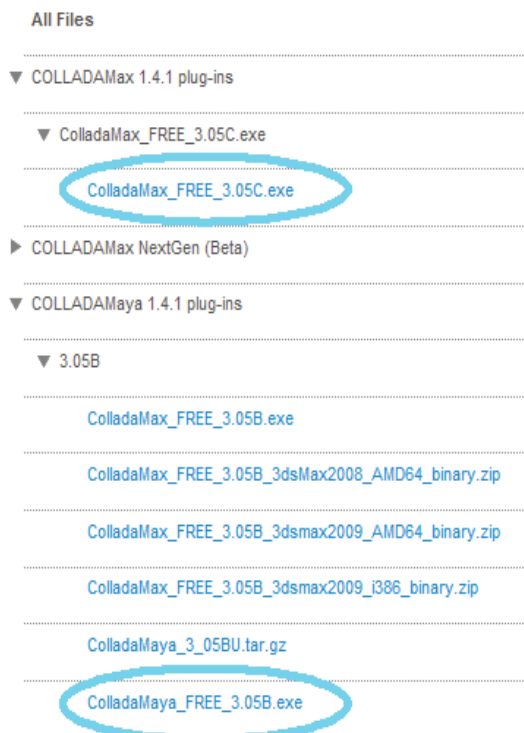 All Files
COLLADAMax 1.4.1 plug-ins
ColladaMax_FREE_3.05C.exe
ColladaMax_FREE_3.05C.exe
COLLADAMax NextGen (Beta)
COLLADAMaya 1.4.1 plug-ins
3.05B
ColladaMax_FREE_3.05B.exe
ColladaMax_FREE_3.05B_3dsMax2008_AMD64_binary.zip
ColladaMax_FREE_3.05B_3dsmax2009_AMD64_binary.zip
ColladaMax_FREE_3.05B_3dsmax2009_i386_binary.zip
ColladaMaya_3_05BU.tar.gz
ColladaMaya_FREE_3.05B.exe